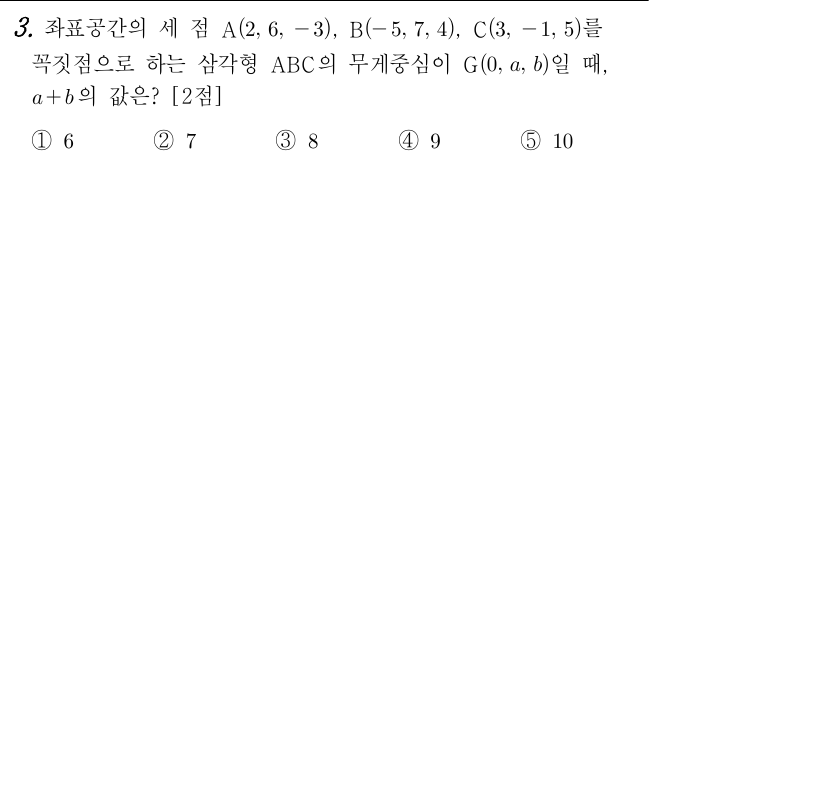 3. 좌표공간의 세 점 A(2, 6, −3), B(−5, 7, 4), C(3, −1, 5)를
꼭짓점으로 하는 삼각형 ABC의 무게중심이 G(0, a, b)일 때,
a+b의 값은? [2점]
① 6 ② 7 ③ 8 ④ 9 ⑤ 10